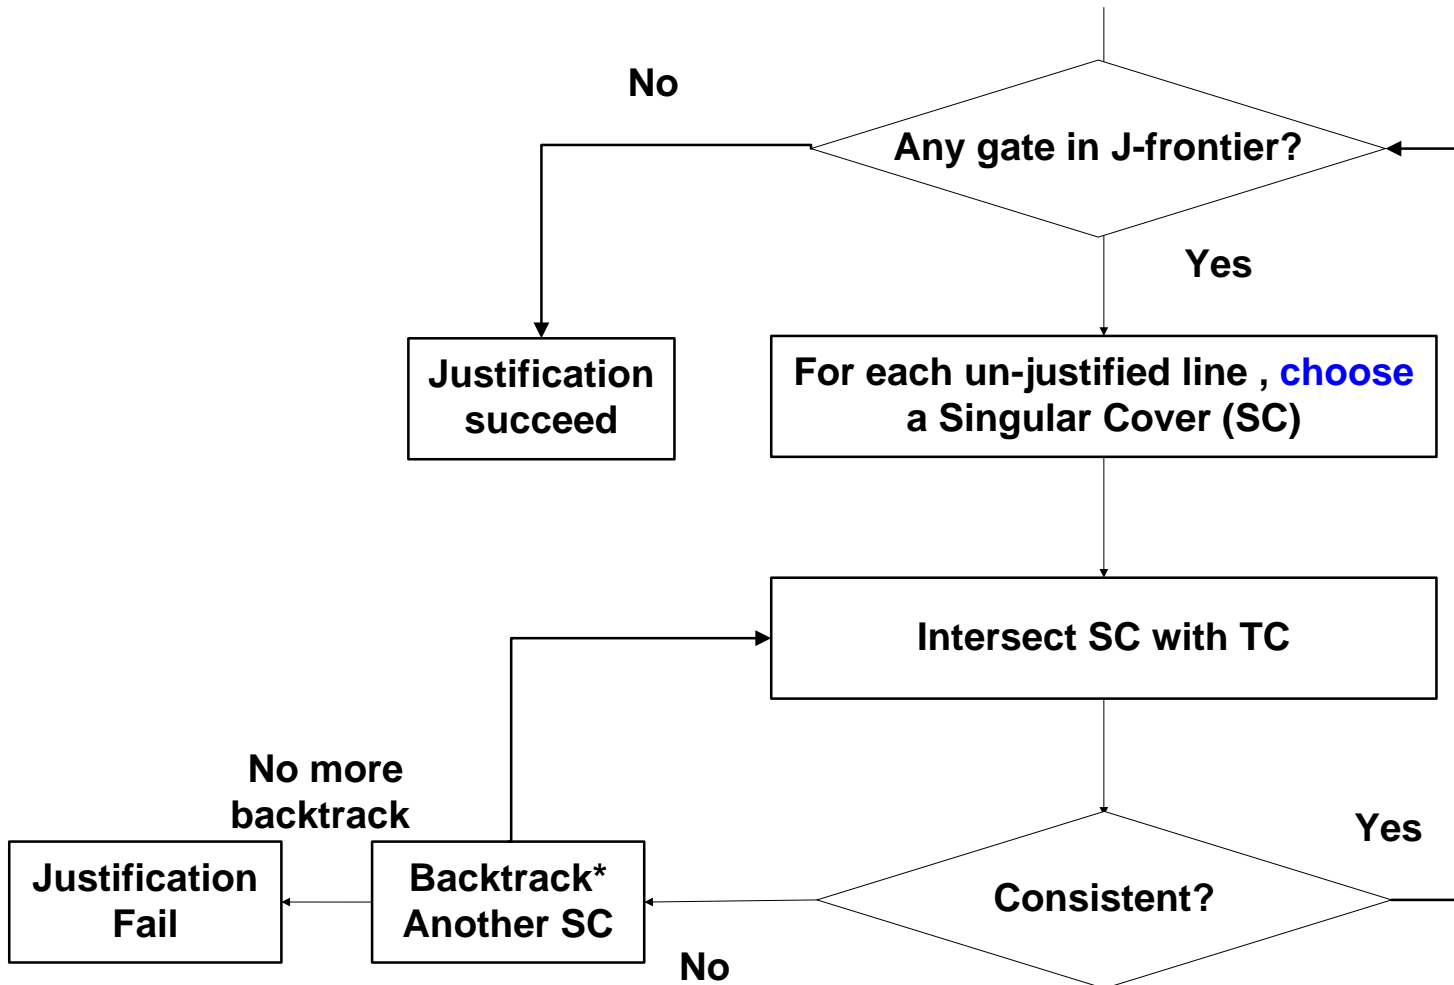 No
Any gate in J-frontier?
Yes
Justification
succeed
For each un-justified line , choose
a Singular Cover (SC)
Intersect SC with TC
No more
backtrack
Yes
Justification
Fail
Backtrack*
Another SC
Consistent?
No